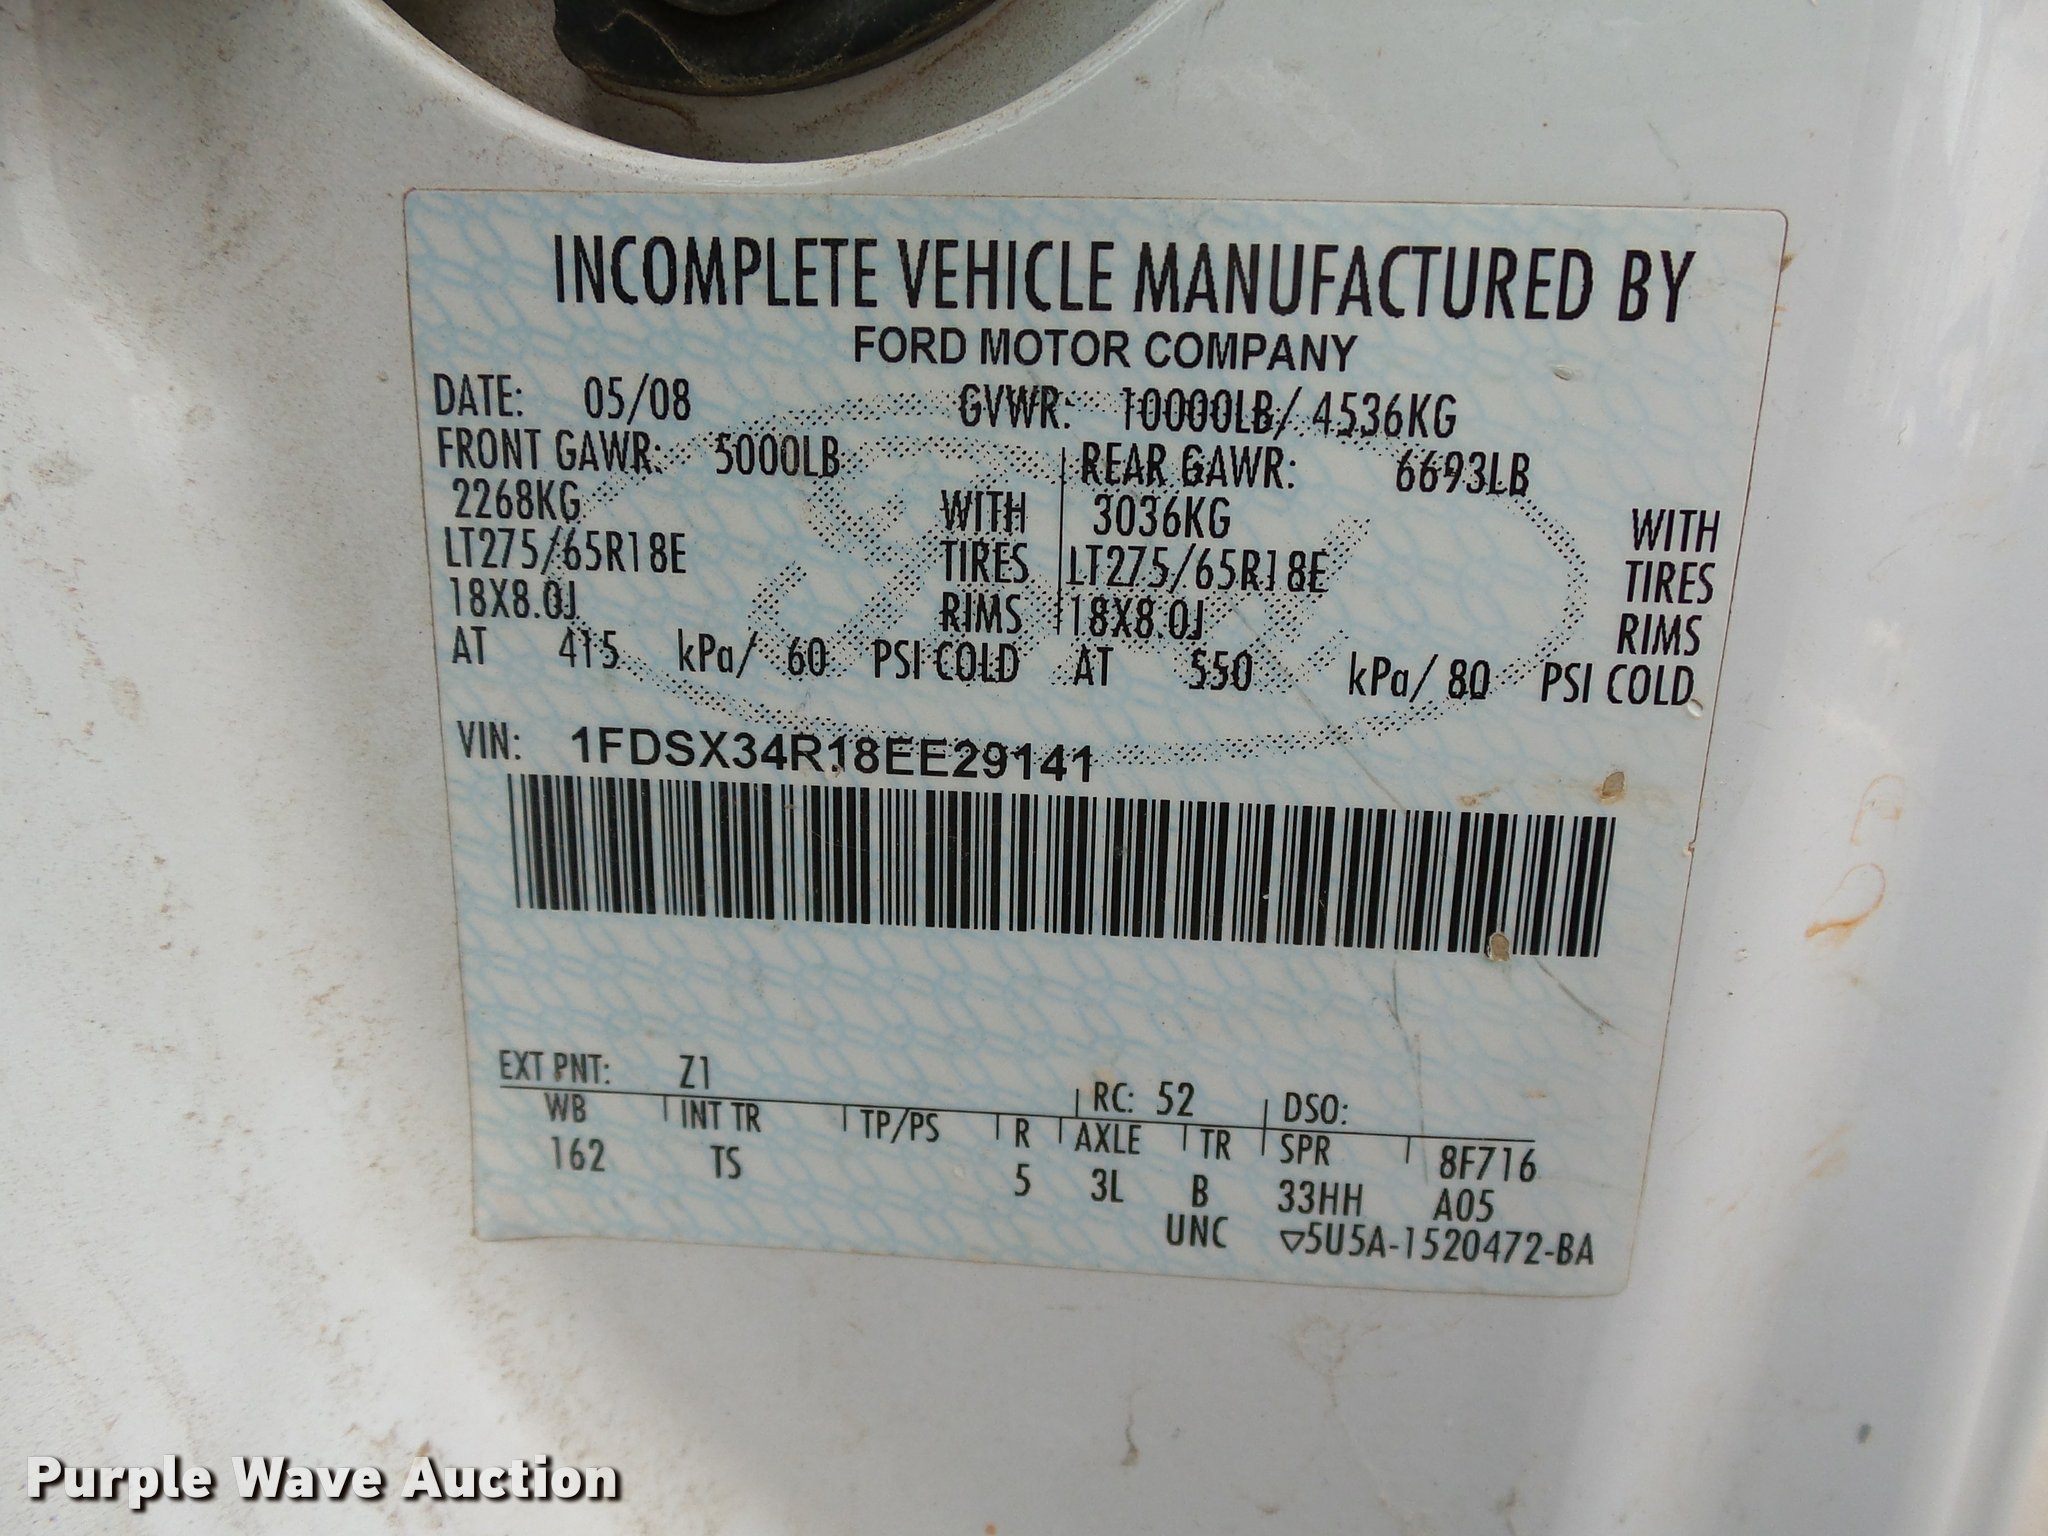 INCOMPLETE VEHICLE MANUFACTURED BY
FORD MOTOR COMPANY
DATE: 05/08 GVWR: 10000LB/ 4536KG
FRONT GAWR: 5000LB REAR GAWR: 6693LB
2268KG WITH 3036KG WITH
LT275/65R18E TIRES LT275/65R18E TIRES
18X8.0J RIMS 18X8.0J RIMS
AT 415 kPa/ 60 PSI COLD AT 550 kPa/ 80 PSI COLD
VIN: 1FDSX34R18EE29141
EXT PNT: Z1 RC: 52 DSO:
WB INT TR TP/PS R AXLE TR SPR 8F716
162 TS 5 3L B 33HH A05
UNC ▽5U5A-1520472-BA
Purple Wave Auction